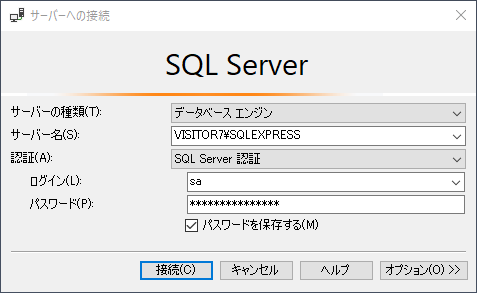 サーバーへの接続
SQL Server
サーバーの種類(T): データベース エンジン
サーバー名(S): VISITOR7¥SQLEXPRESS
認証(A): SQL Server 認証
ログイン(L): sa
パスワード(P): ***************
パスワードを保存する(M)
接続(C) キャンセル ヘルプ オプション(O) >>